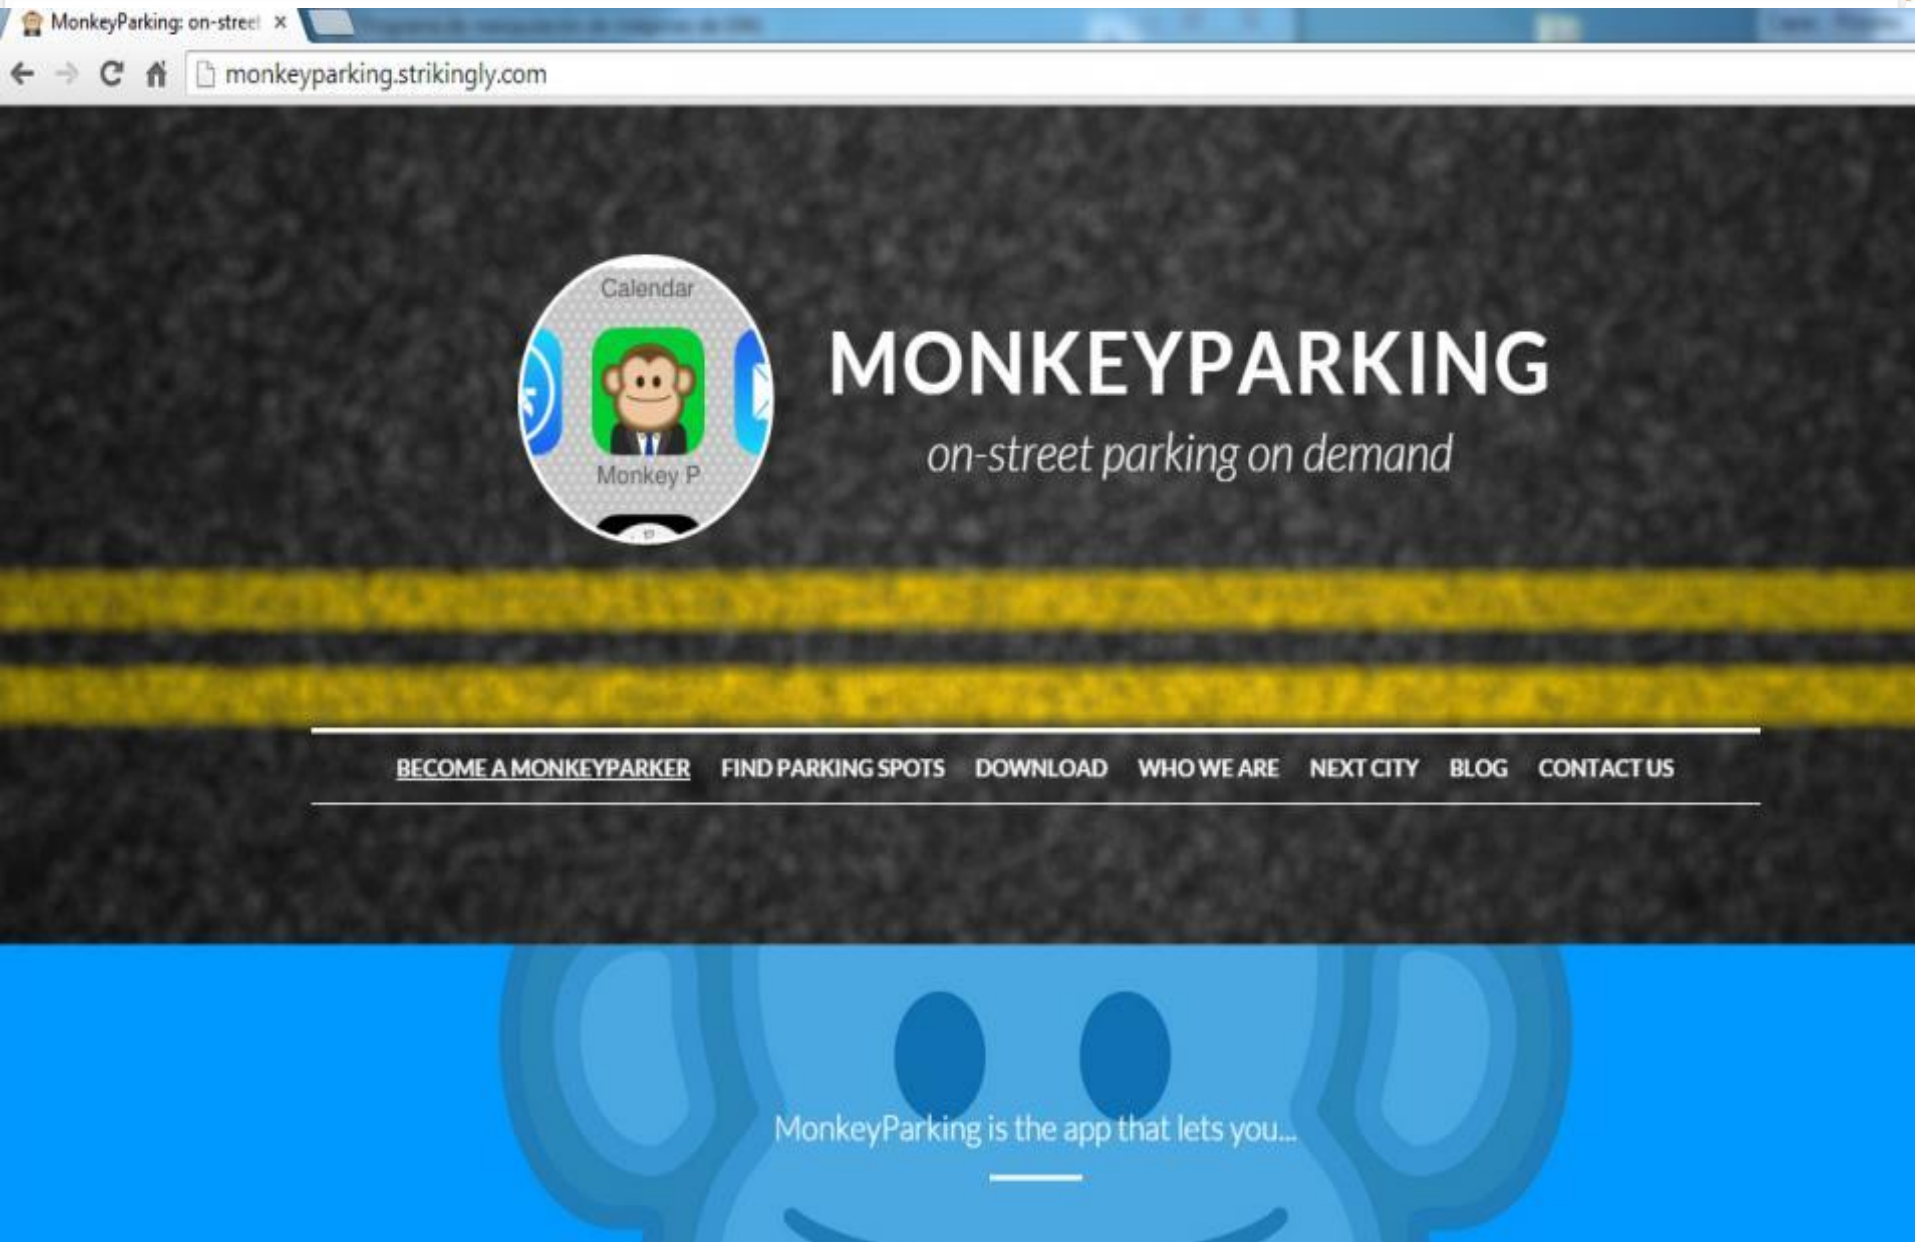 MonkeyParking: on-street
monkeyparking.strikingly.com
Calendar
Monkey P
MONKEYPARKING
on-street parking on demand
BECOME A MONKEYPARKER FIND PARKING SPOTS DOWNLOAD WHO WE ARE NEXT CITY BLOG CONTACT US
MonkeyParking is the app that lets you...